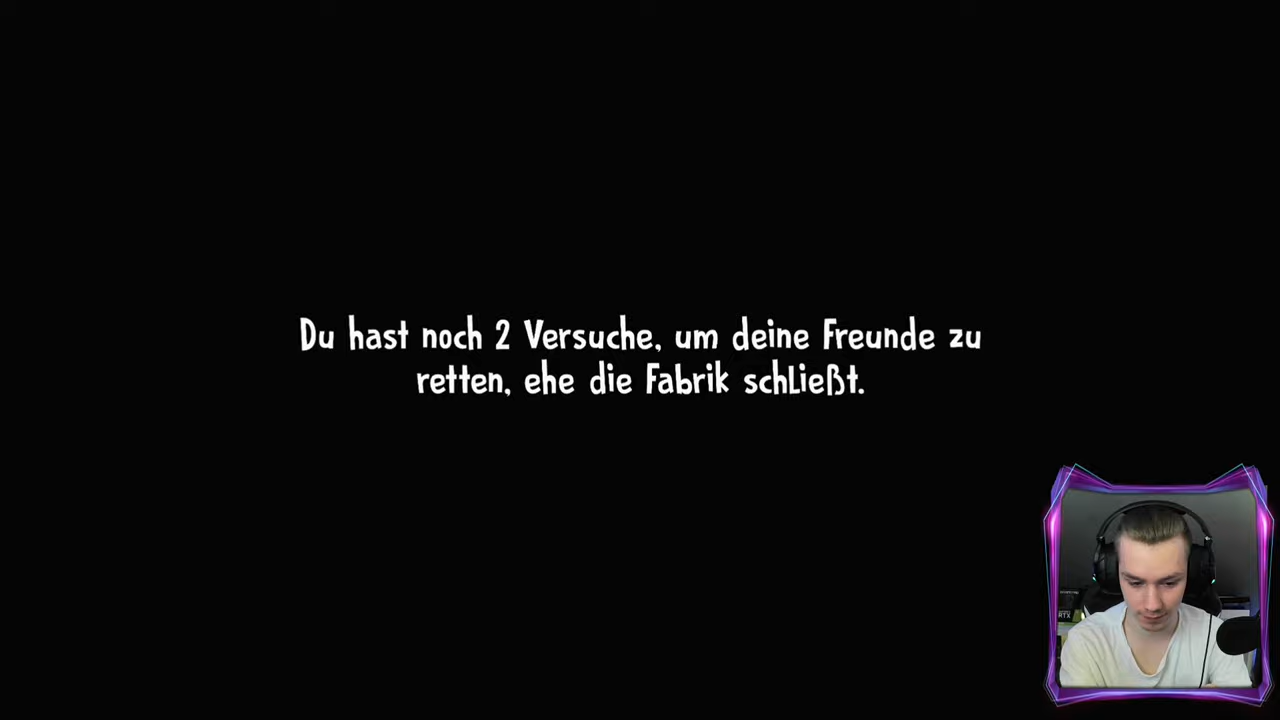 Du hast noch 2 Versuche, um deine Freunde zu
retten, ehe die Fabrik schließt.